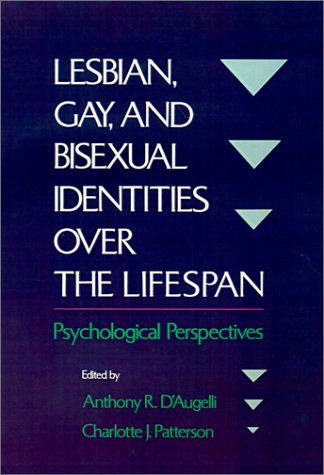 LESBIAN,
GAY, AND
BISEXUAL
IDENTITIES
OVER
THE LIFESPAN
Psychological Perspectives
Edited by
Anthony R. D'Augelli
Charlotte J. Patterson